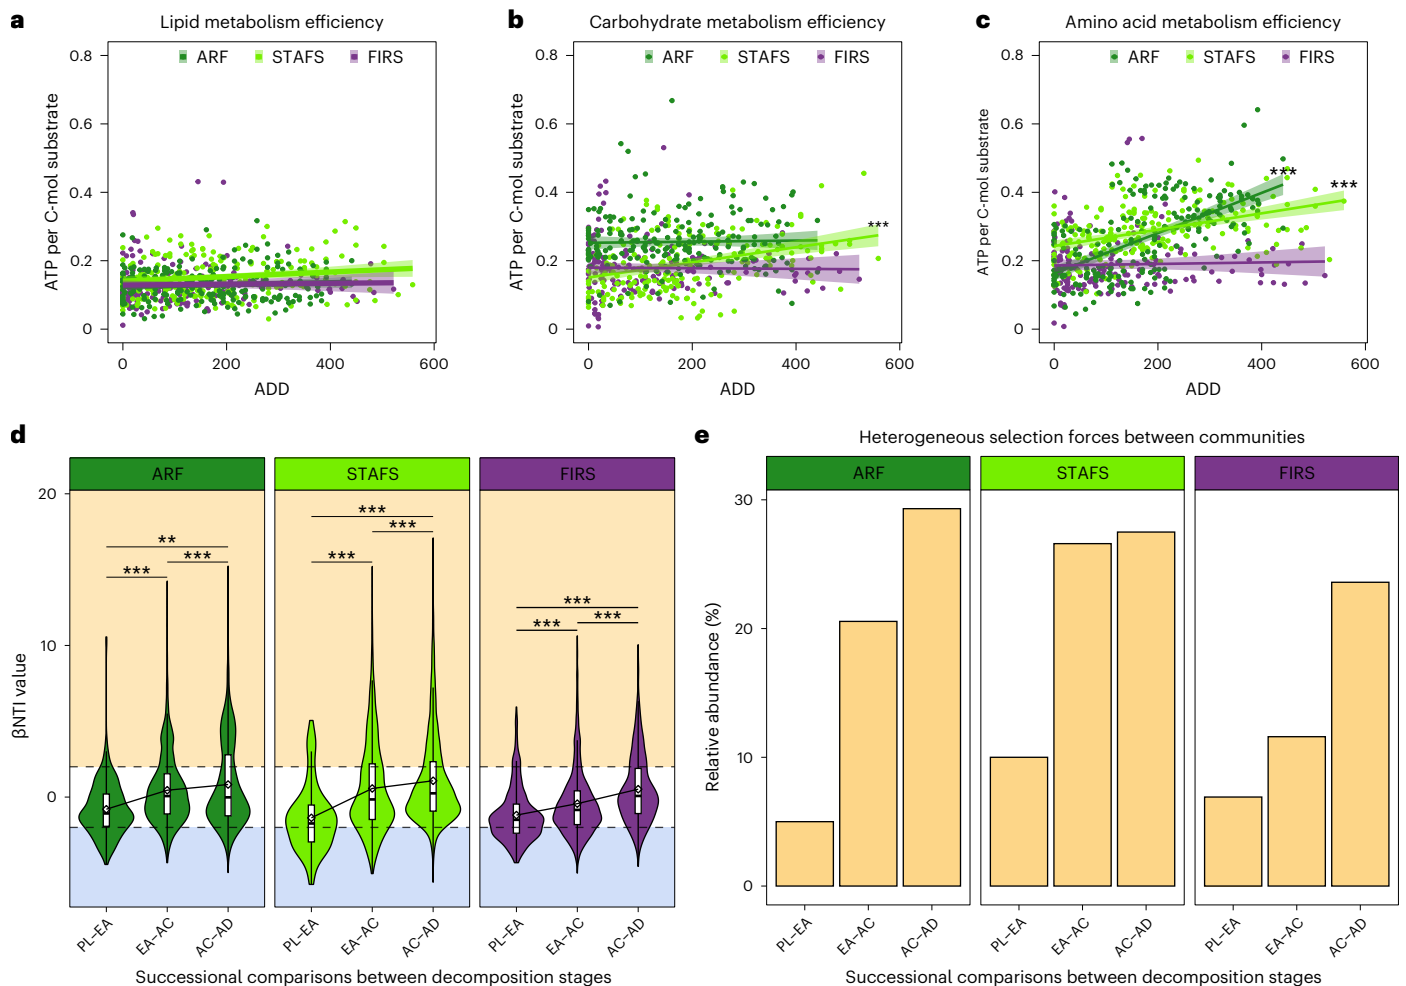 a
Lipid metabolism efficiency
ARF STAFS FIRS
ATP per C-mol substrate
0.8
0.6
0.4
0.2
0
0 200 400 600
ADD
b
Carbohydrate metabolism efficiency
ARF STAFS FIRS
ATP per C-mol substrate
0.8
0.6
0.4
0.2
0
***
0 200 400 600
ADD
c
Amino acid metabolism efficiency
ARF STAFS FIRS
ATP per C-mol substrate
0.8
0.6
0.4
0.2
0
*** ***
0 200 400 600
ADD
d
ARF STAFS FIRS
βNTI value
20
10
0
** *** ***
*** *** ***
*** *** ***
PL–EA EA–AC AC–AD PL–EA EA–AC AC–AD PL–EA EA–AC AC–AD
Successional comparisons between decomposition stages
e
Heterogeneous selection forces between communities
ARF STAFS FIRS
Relative abundance (%)
30
20
10
0
PL–EA EA–AC AC–AD PL–EA EA–AC AC–AD PL–EA EA–AC AC–AD
Successional comparisons between decomposition stages